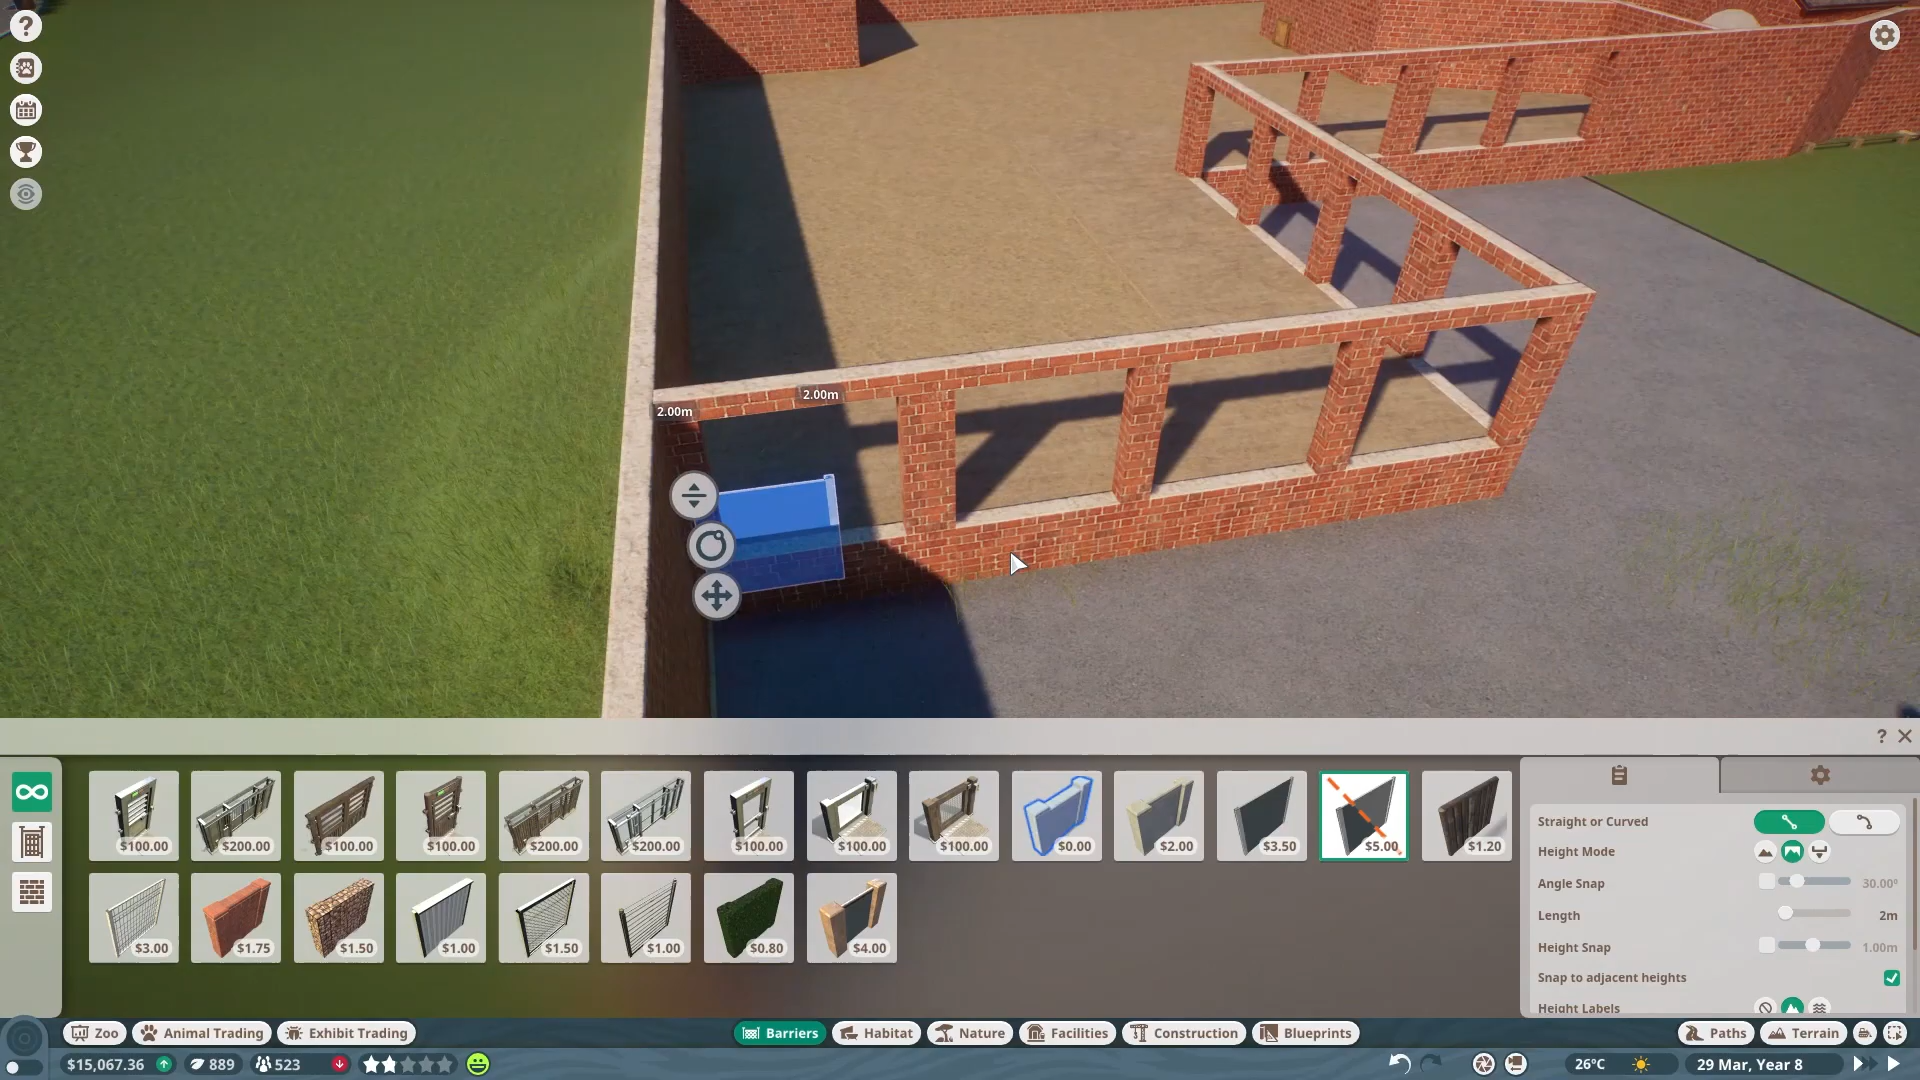 ?
2.00m
2.00m
?
$100.00
$200.00
$100.00
$100.00
$200.00
$200.00
$100.00
$100.00
$100.00
$0.00
$2.00
$3.50
$5.00
$1.20
$3.00
$1.75
$1.50
$1.00
$1.50
$1.00
$0.80
$4.00
Straight or Curved
Height Mode
Angle Snap 30.00°
Length 2m
Height Snap 1.00m
Snap to adjacent heights
Height Labels
Zoo Animal Trading Exhibit Trading Barriers Habitat Nature Facilities Construction Blueprints Paths Terrain
$15,067.36 889 523 26°C 29 Mar, Year 8